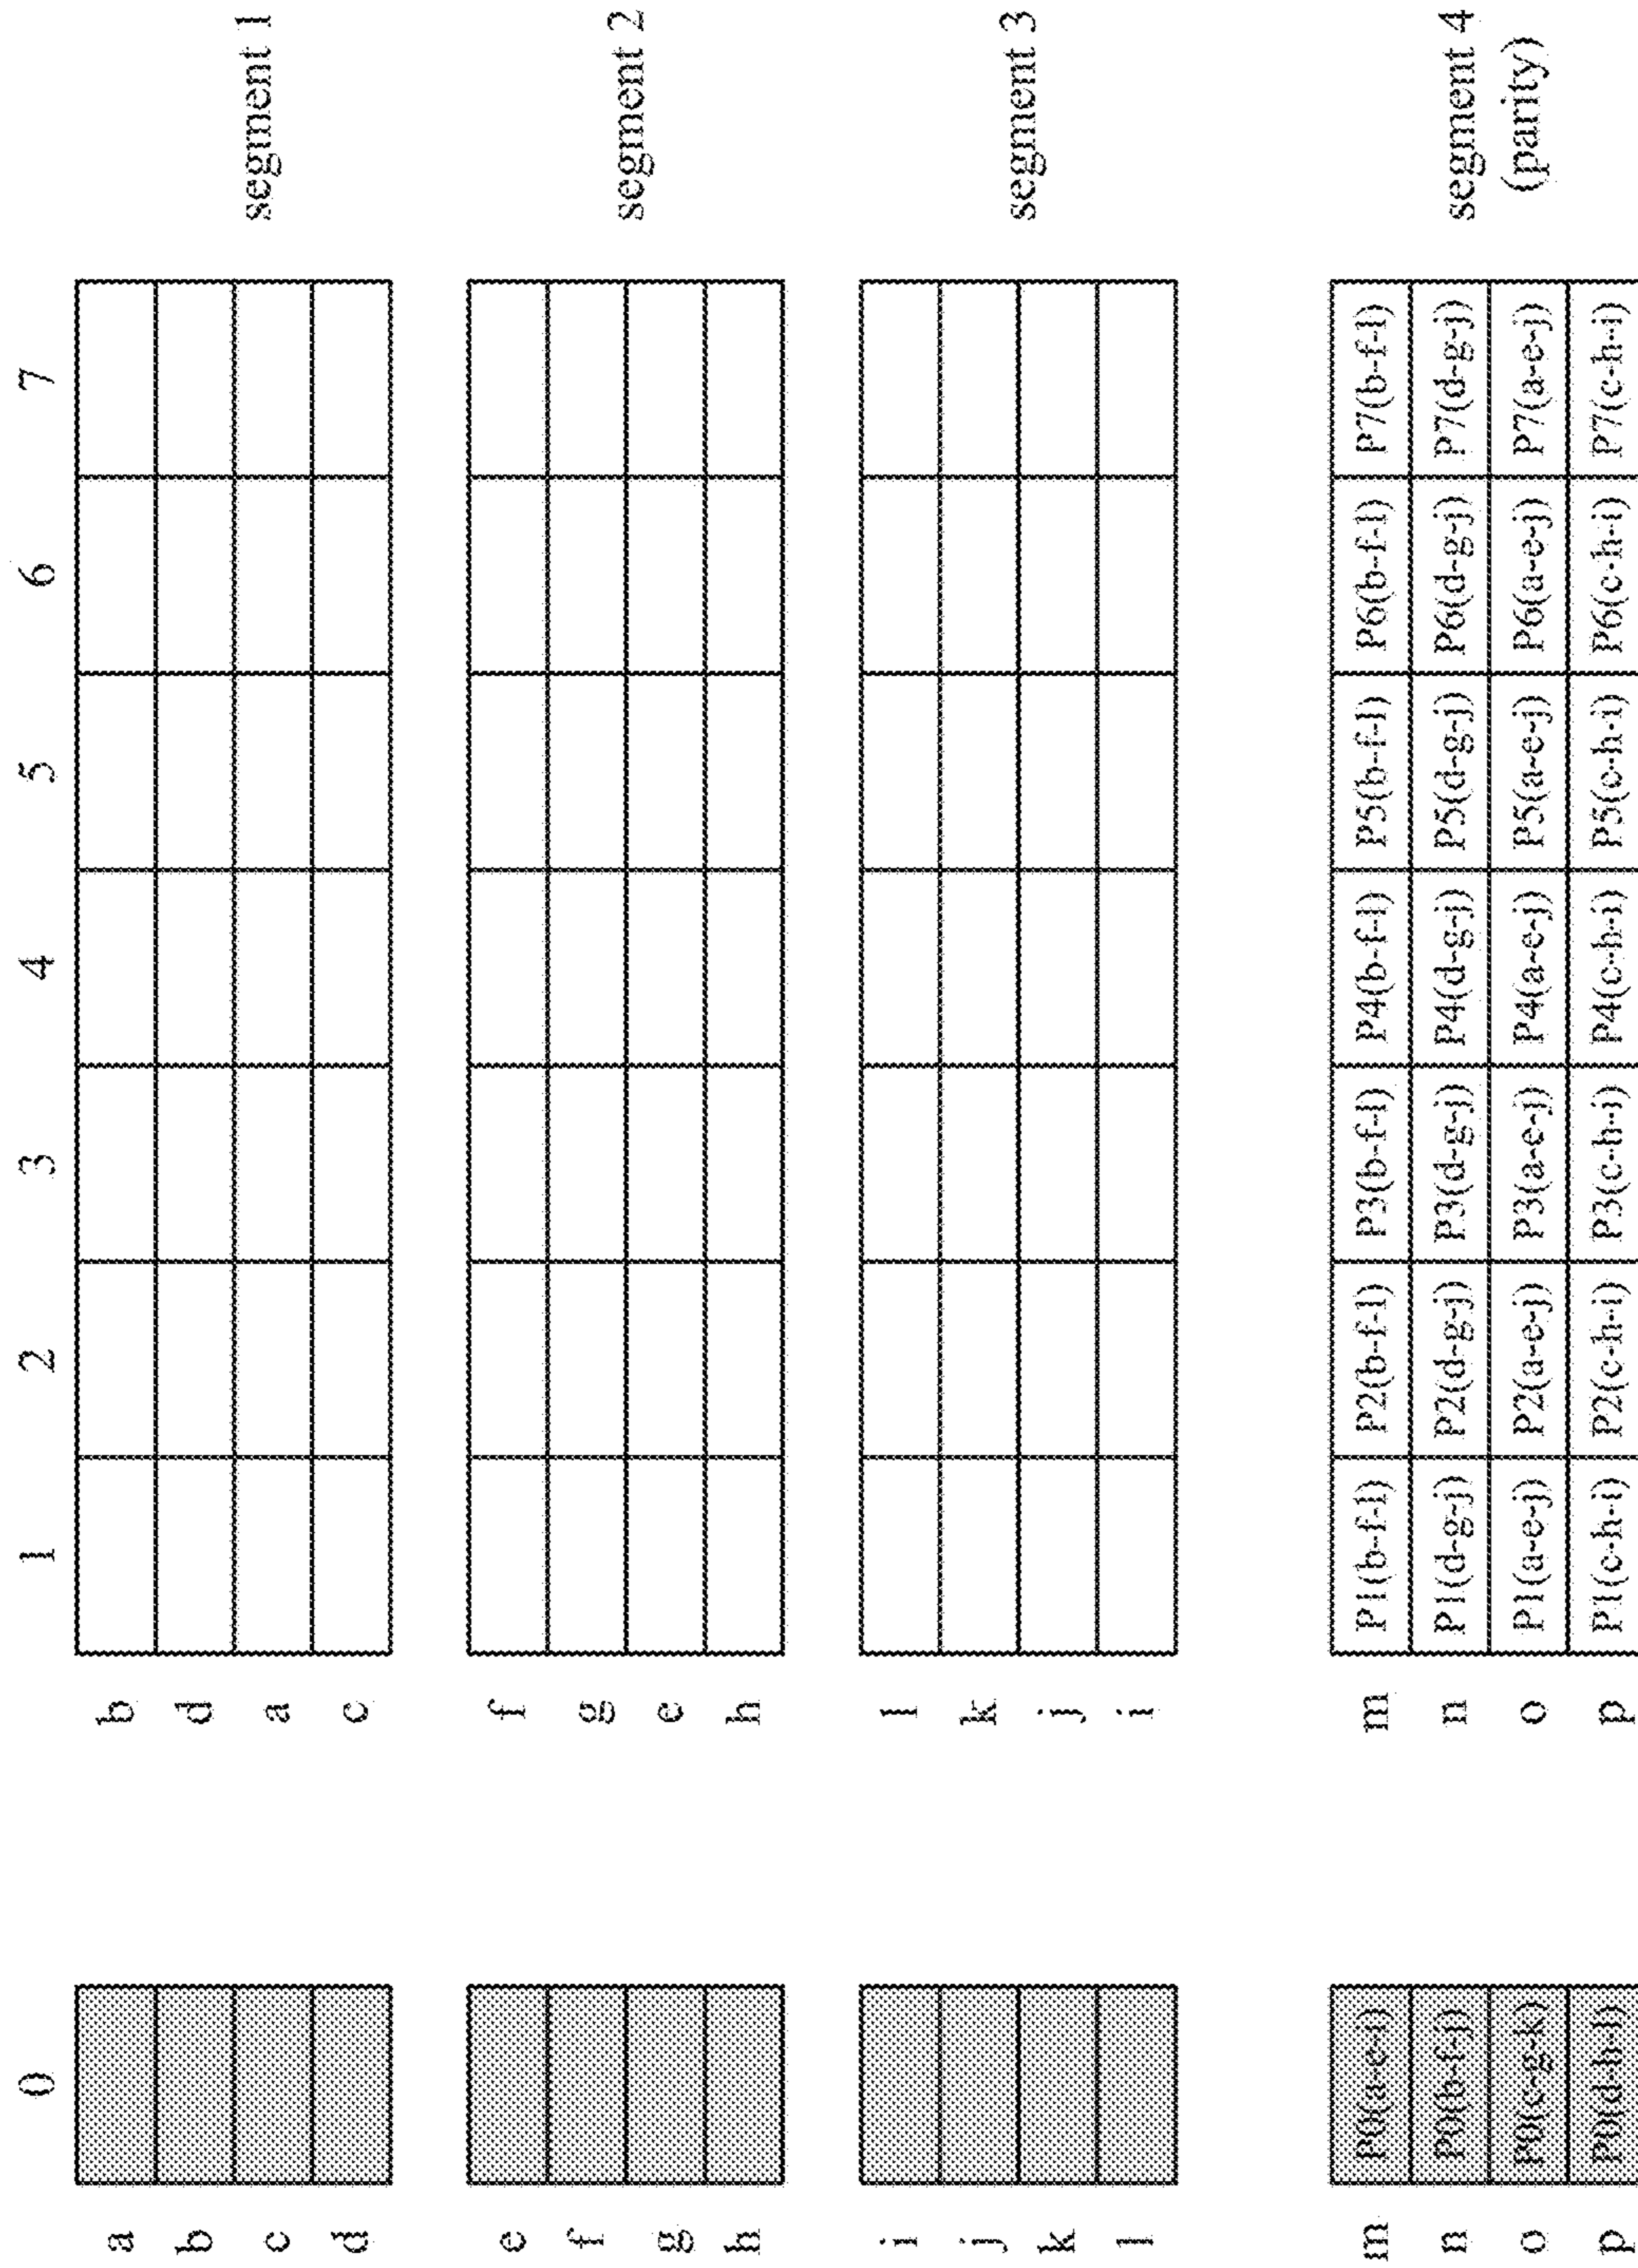 0 1 2 3 4 5 6 7
a b
b d
c a segment 1
d c
e f
f g
g e segment 2
h h
i l
j k
k j segment 3
l i
m P0(a-e-i) m P1(b-f-l) P2(b-f-l) P3(b-f-l) P4(b-f-l) P5(b-f-l) P6(b-f-l) P7(b-f-l)
n P0(b-f-j) n P1(d-g-j) P2(d-g-j) P3(d-g-j) P4(d-g-j) P5(d-g-j) P6(d-g-j) P7(d-g-j) segment 4
o P0(c-g-k) o P1(a-e-j) P2(a-e-j) P3(a-e-j) P4(a-e-j) P5(a-e-j) P6(a-e-j) P7(a-e-j) (parity)
p P0(d-h-l) p P1(c-h-i) P2(c-h-i) P3(c-h-i) P4(c-h-i) P5(c-h-i) P6(c-h-i) P7(c-h-i)